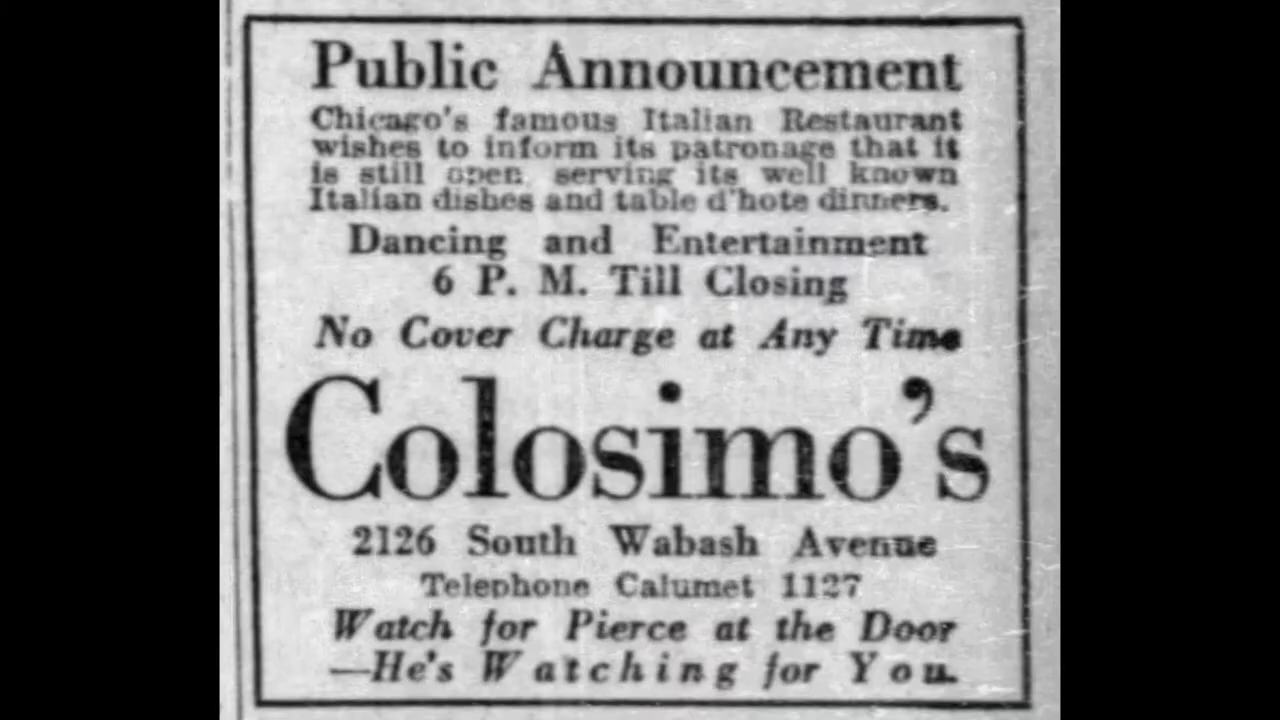 Public Announcement
Chicago's famous Italian Restaurant
wishes to inform its patronage that it
is still open, serving its well known
Italian dishes and table d'hote dinners.
Dancing and Entertainment
6 P. M. Till Closing
No Cover Charge at Any Time
Colosimo's
2126 South Wabash Avenue
Telephone Calumet 1127
Watch for Pierce at the Door
—He's Watching for You.